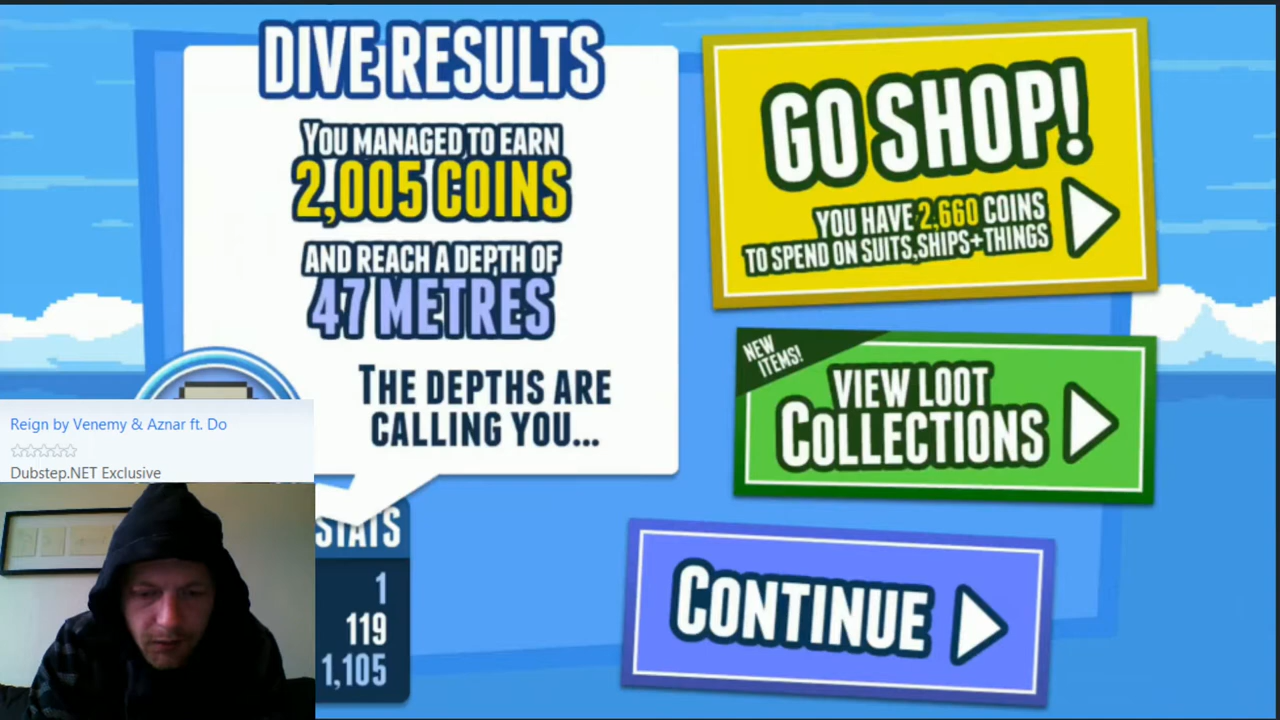 DIVE RESULTS
YOU MANAGED TO EARN
2,005 COINS
AND REACH A DEPTH OF
47 METRES
THE DEPTHS ARE
CALLING YOU...
GO SHOP!
YOU HAVE 2,660 COINS
TO SPEND ON SUITS,SHIPS+THINGS
NEW
ITEMS!
VIEW LOOT
COLLECTIONS
CONTINUE
Reign by Venemy & Aznar ft. Do
Dubstep.NET Exclusive
STATS
1
119
1,105